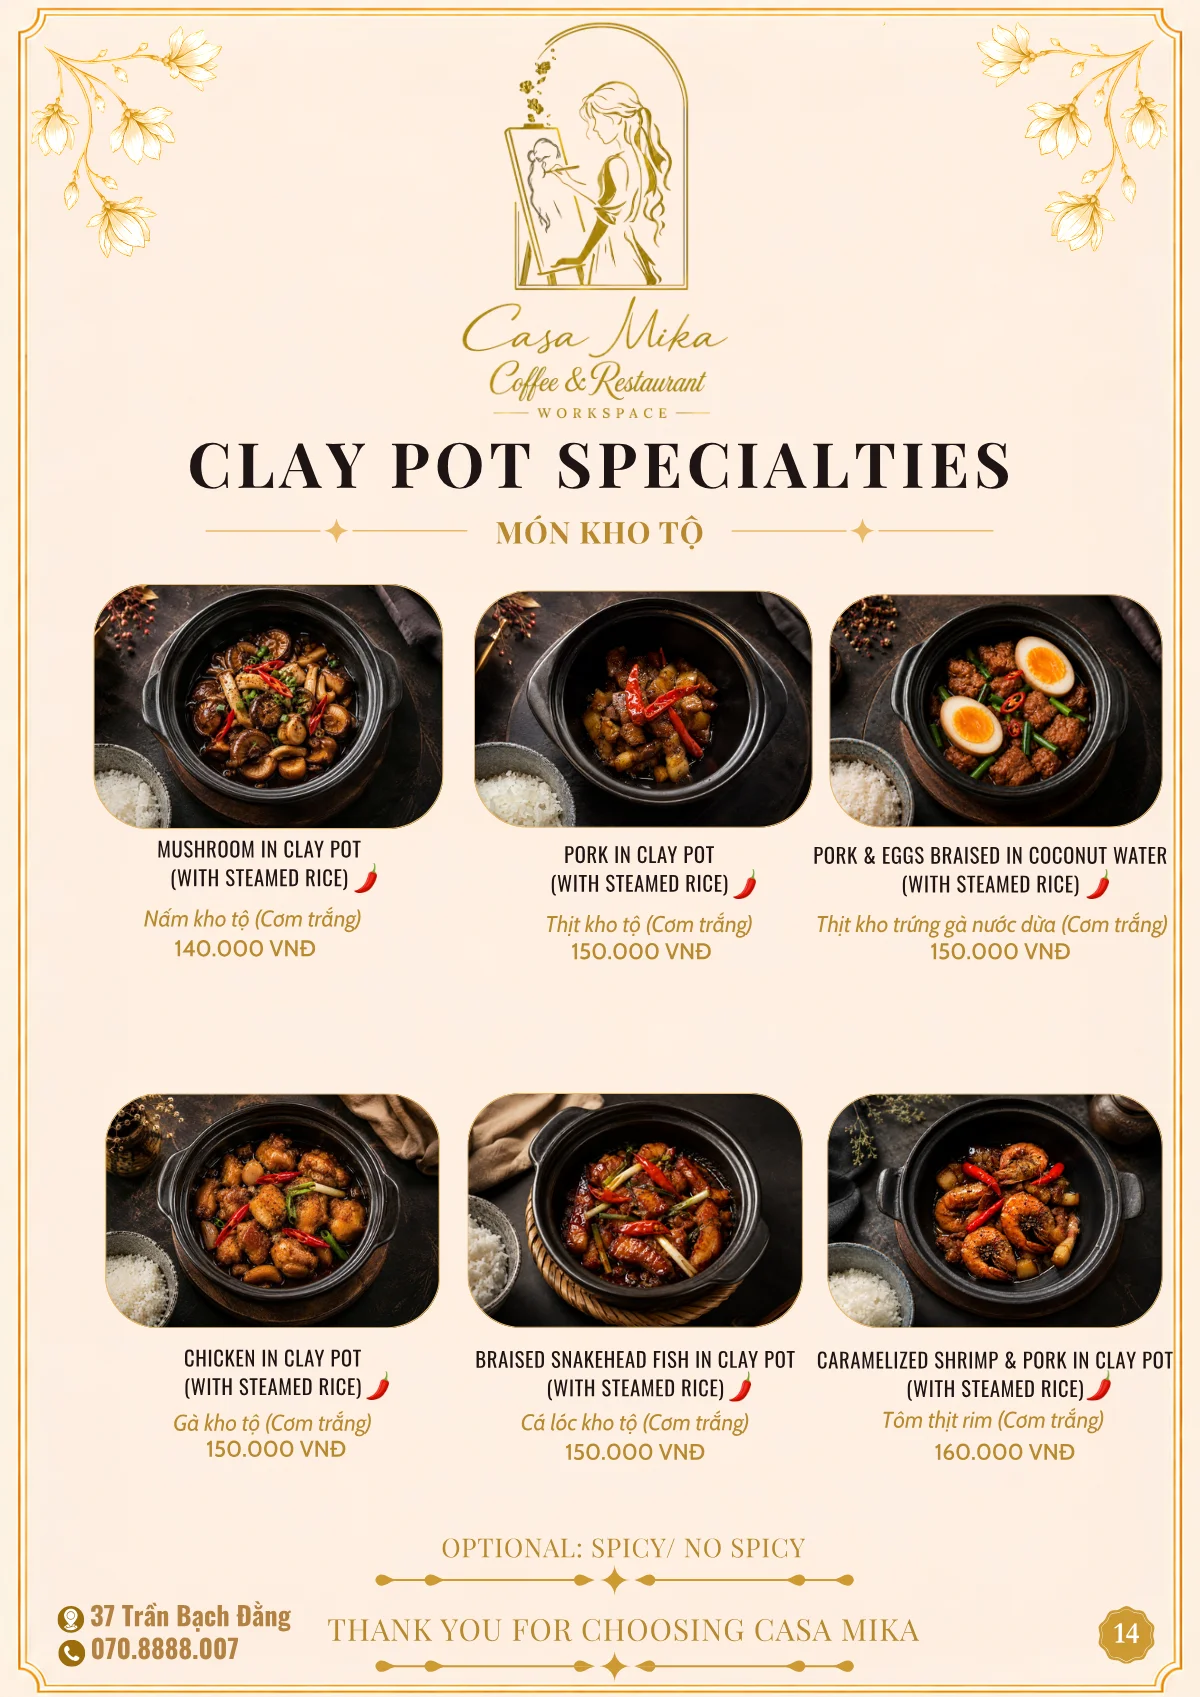 Casa Mika
Coffee & Restaurant
WORKSPACE
CLAY POT SPECIALTIES
MÓN KHO TỘ
MUSHROOM IN CLAY POT
(WITH STEAMED RICE)
Nấm kho tộ (Cơm trắng)
140.000 VNĐ
PORK IN CLAY POT
(WITH STEAMED RICE)
Thịt kho tộ (Cơm trắng)
150.000 VNĐ
PORK & EGGS BRAISED IN COCONUT WATER
(WITH STEAMED RICE)
Thịt kho trứng gà nước dừa (Cơm trắng)
150.000 VNĐ
CHICKEN IN CLAY POT
(WITH STEAMED RICE)
Gà kho tộ (Cơm trắng)
150.000 VNĐ
BRAISED SNAKEHEAD FISH IN CLAY POT
(WITH STEAMED RICE)
Cá lóc kho tộ (Cơm trắng)
150.000 VNĐ
CARAMELIZED SHRIMP & PORK IN CLAY POT
(WITH STEAMED RICE)
Tôm thịt rim (Cơm trắng)
160.000 VNĐ
OPTIONAL: SPICY/ NO SPICY
37 Trần Bạch Đằng
070.8888.007
THANK YOU FOR CHOOSING CASA MIKA
14